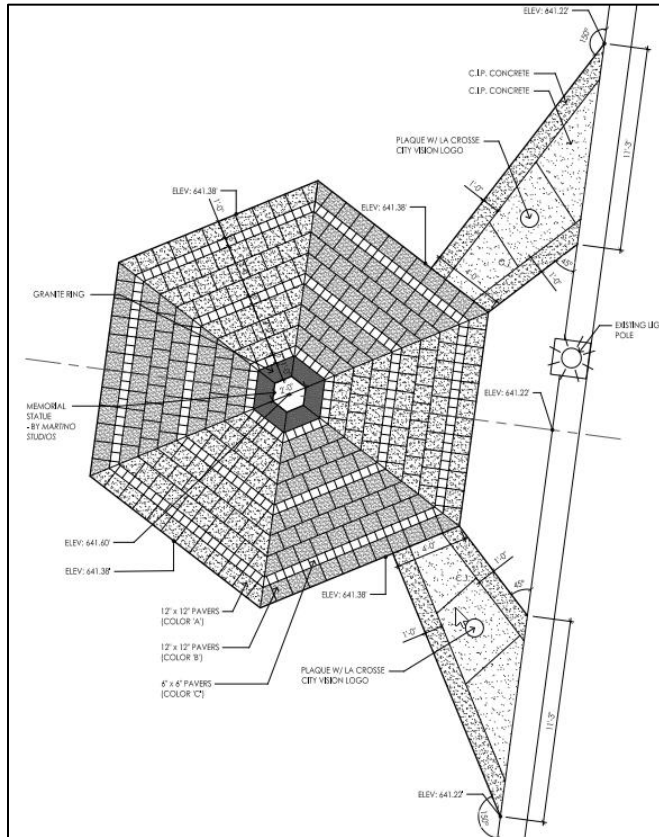 ELEV: 641.22'
150°
C.I.P. CONCRETE
C.I.P. CONCRETE
11'-3"
PLAQUE W/ LA CROSSE
CITY VISION LOGO
ELEV: 641.38'
1'-0"
1'-0"
ELEV: 641.38'
4'-0"
1'-0"
45°
GRANITE RING
EXISTING LIG
POLE
2'-0"
ELEV: 641.22'
MEMORIAL
STATUE
- BY MARTINO
STUDIOS
ELEV: 641.60'
ELEV: 641.38'
4'-0"
1'-0"
45°
ELEV: 641.38'
12" x 12" PAVERS
(COLOR 'A')
1'-0"
12" x 12" PAVERS
(COLOR 'B')
PLAQUE W/ LA CROSSE
CITY VISION LOGO
6" x 6" PAVERS
(COLOR 'C')
11'-3"
ELEV: 641.22'
150°